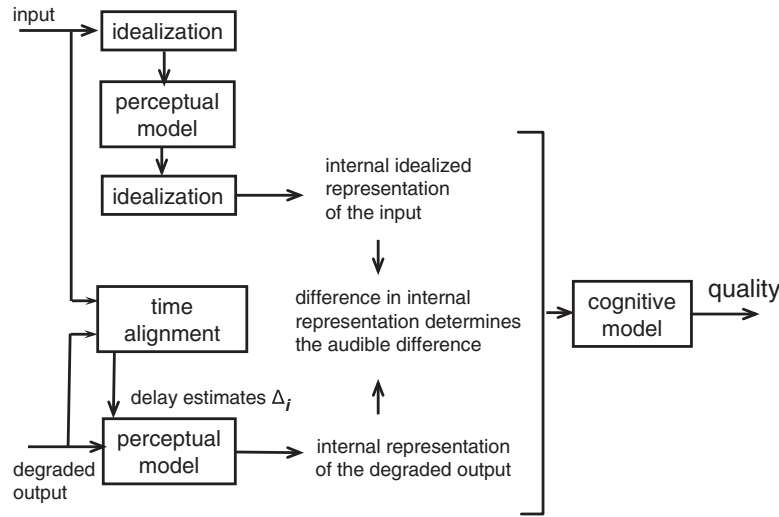 input
idealization
perceptual
model
idealization
internal idealized
representation
of the input
time
alignment
difference in internal
representation determines
the audible difference
cognitive
model
quality
delay estimates Δi
degraded
output
perceptual
model
internal representation
of the degraded output